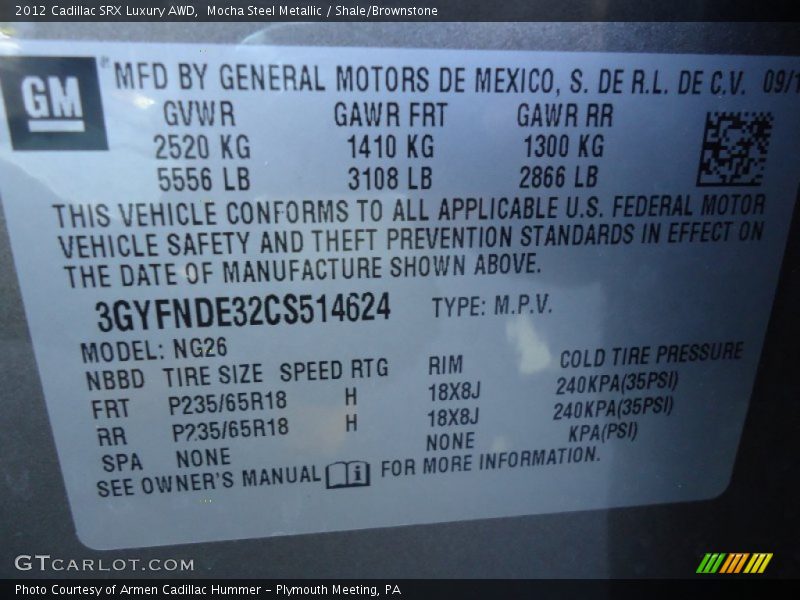 2012 Cadillac SRX Luxury AWD,  Mocha Steel Metallic / Shale/Brownstone
GM
MFD BY GENERAL MOTORS DE MEXICO, S. DE R.L. DE C.V. 09/1
GVWR GAWR FRT GAWR RR
2520 KG 1410 KG 1300 KG
5556 LB 3108 LB 2866 LB
THIS VEHICLE CONFORMS TO ALL APPLICABLE U.S. FEDERAL MOTOR
VEHICLE SAFETY AND THEFT PREVENTION STANDARDS IN EFFECT ON
THE DATE OF MANUFACTURE SHOWN ABOVE.
3GYFNDE32CS514624 TYPE: M.P.V.
MODEL: NG26
NBBD TIRE SIZE SPEED RTG RIM COLD TIRE PRESSURE
FRT P235/65R18 H 18X8J 240KPA(35PSI)
RR P235/65R18 H 18X8J 240KPA(35PSI)
SPA NONE NONE KPA(PSI)
SEE OWNER'S MANUAL i FOR MORE INFORMATION.
GTCARLOT.COM
Photo Courtesy of Armen Cadillac Hummer – Plymouth Meeting, PA